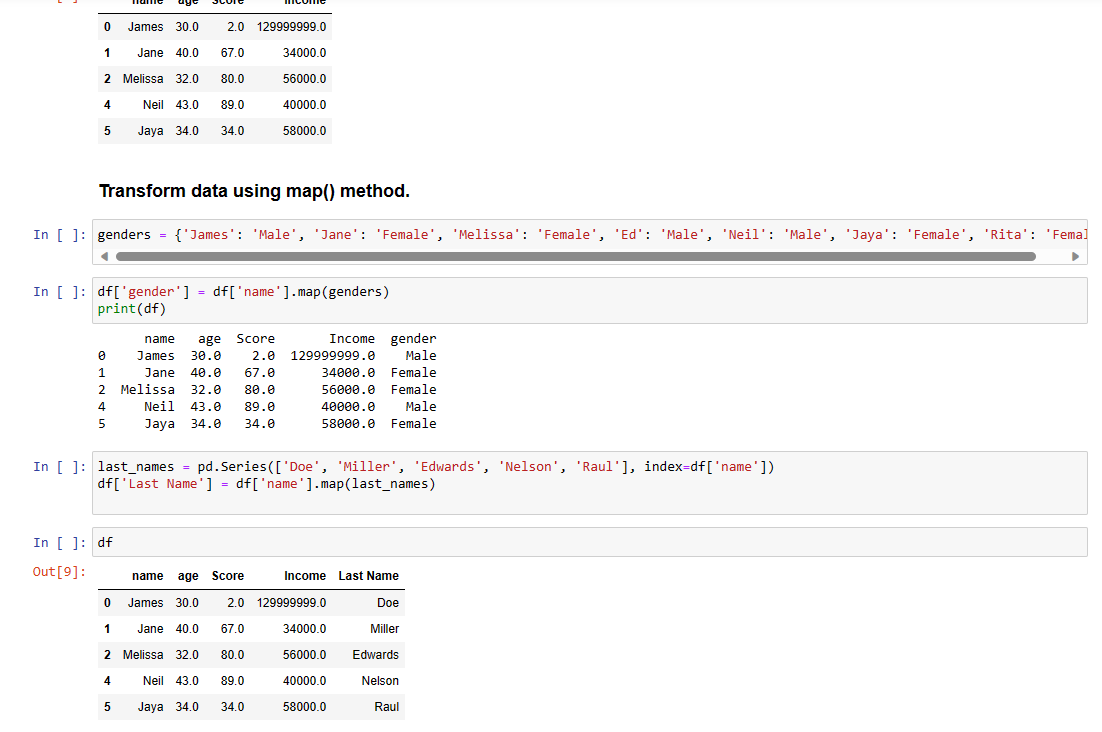 name age Score Income
0 James 30.0 2.0 129999999.0
1 Jane 40.0 67.0 34000.0
2 Melissa 32.0 80.0 56000.0
4 Neil 43.0 89.0 40000.0
5 Jaya 34.0 34.0 58000.0
Transform data using map() method.
In [ ]: genders = {'James': 'Male', 'Jane': 'Female', 'Melissa': 'Female', 'Ed': 'Male', 'Neil': 'Male', 'Jaya': 'Female', 'Rita': 'Femal
In [ ]: df['gender'] = df['name'].map(genders)
print(df)
name age Score Income gender
0 James 30.0 2.0 129999999.0 Male
1 Jane 40.0 67.0 34000.0 Female
2 Melissa 32.0 80.0 56000.0 Female
4 Neil 43.0 89.0 40000.0 Male
5 Jaya 34.0 34.0 58000.0 Female
In [ ]: last_names = pd.Series(['Doe', 'Miller', 'Edwards', 'Nelson', 'Raul'], index=df['name'])
df['Last Name'] = df['name'].map(last_names)
In [ ]: df
Out[9]:
name age Score Income Last Name
0 James 30.0 2.0 129999999.0 Doe
1 Jane 40.0 67.0 34000.0 Miller
2 Melissa 32.0 80.0 56000.0 Edwards
4 Neil 43.0 89.0 40000.0 Nelson
5 Jaya 34.0 34.0 58000.0 Raul